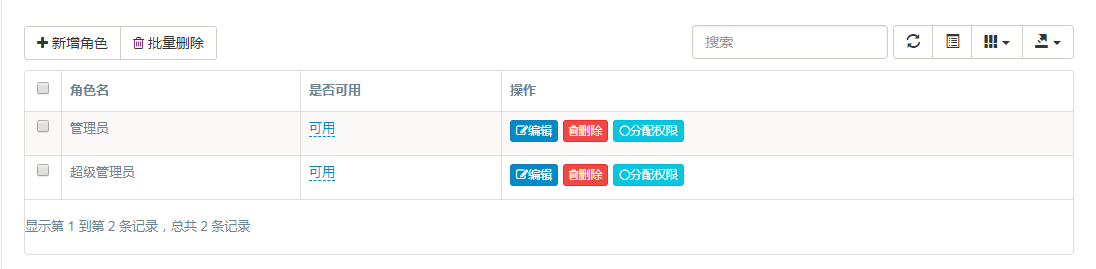 新增角色 批量删除 搜索
角色名 是否可用 操作
管理员 可用 编辑 删除 分配权限
超级管理员 可用 编辑 删除 分配权限
显示第 1 到第 2 条记录，总共 2 条记录